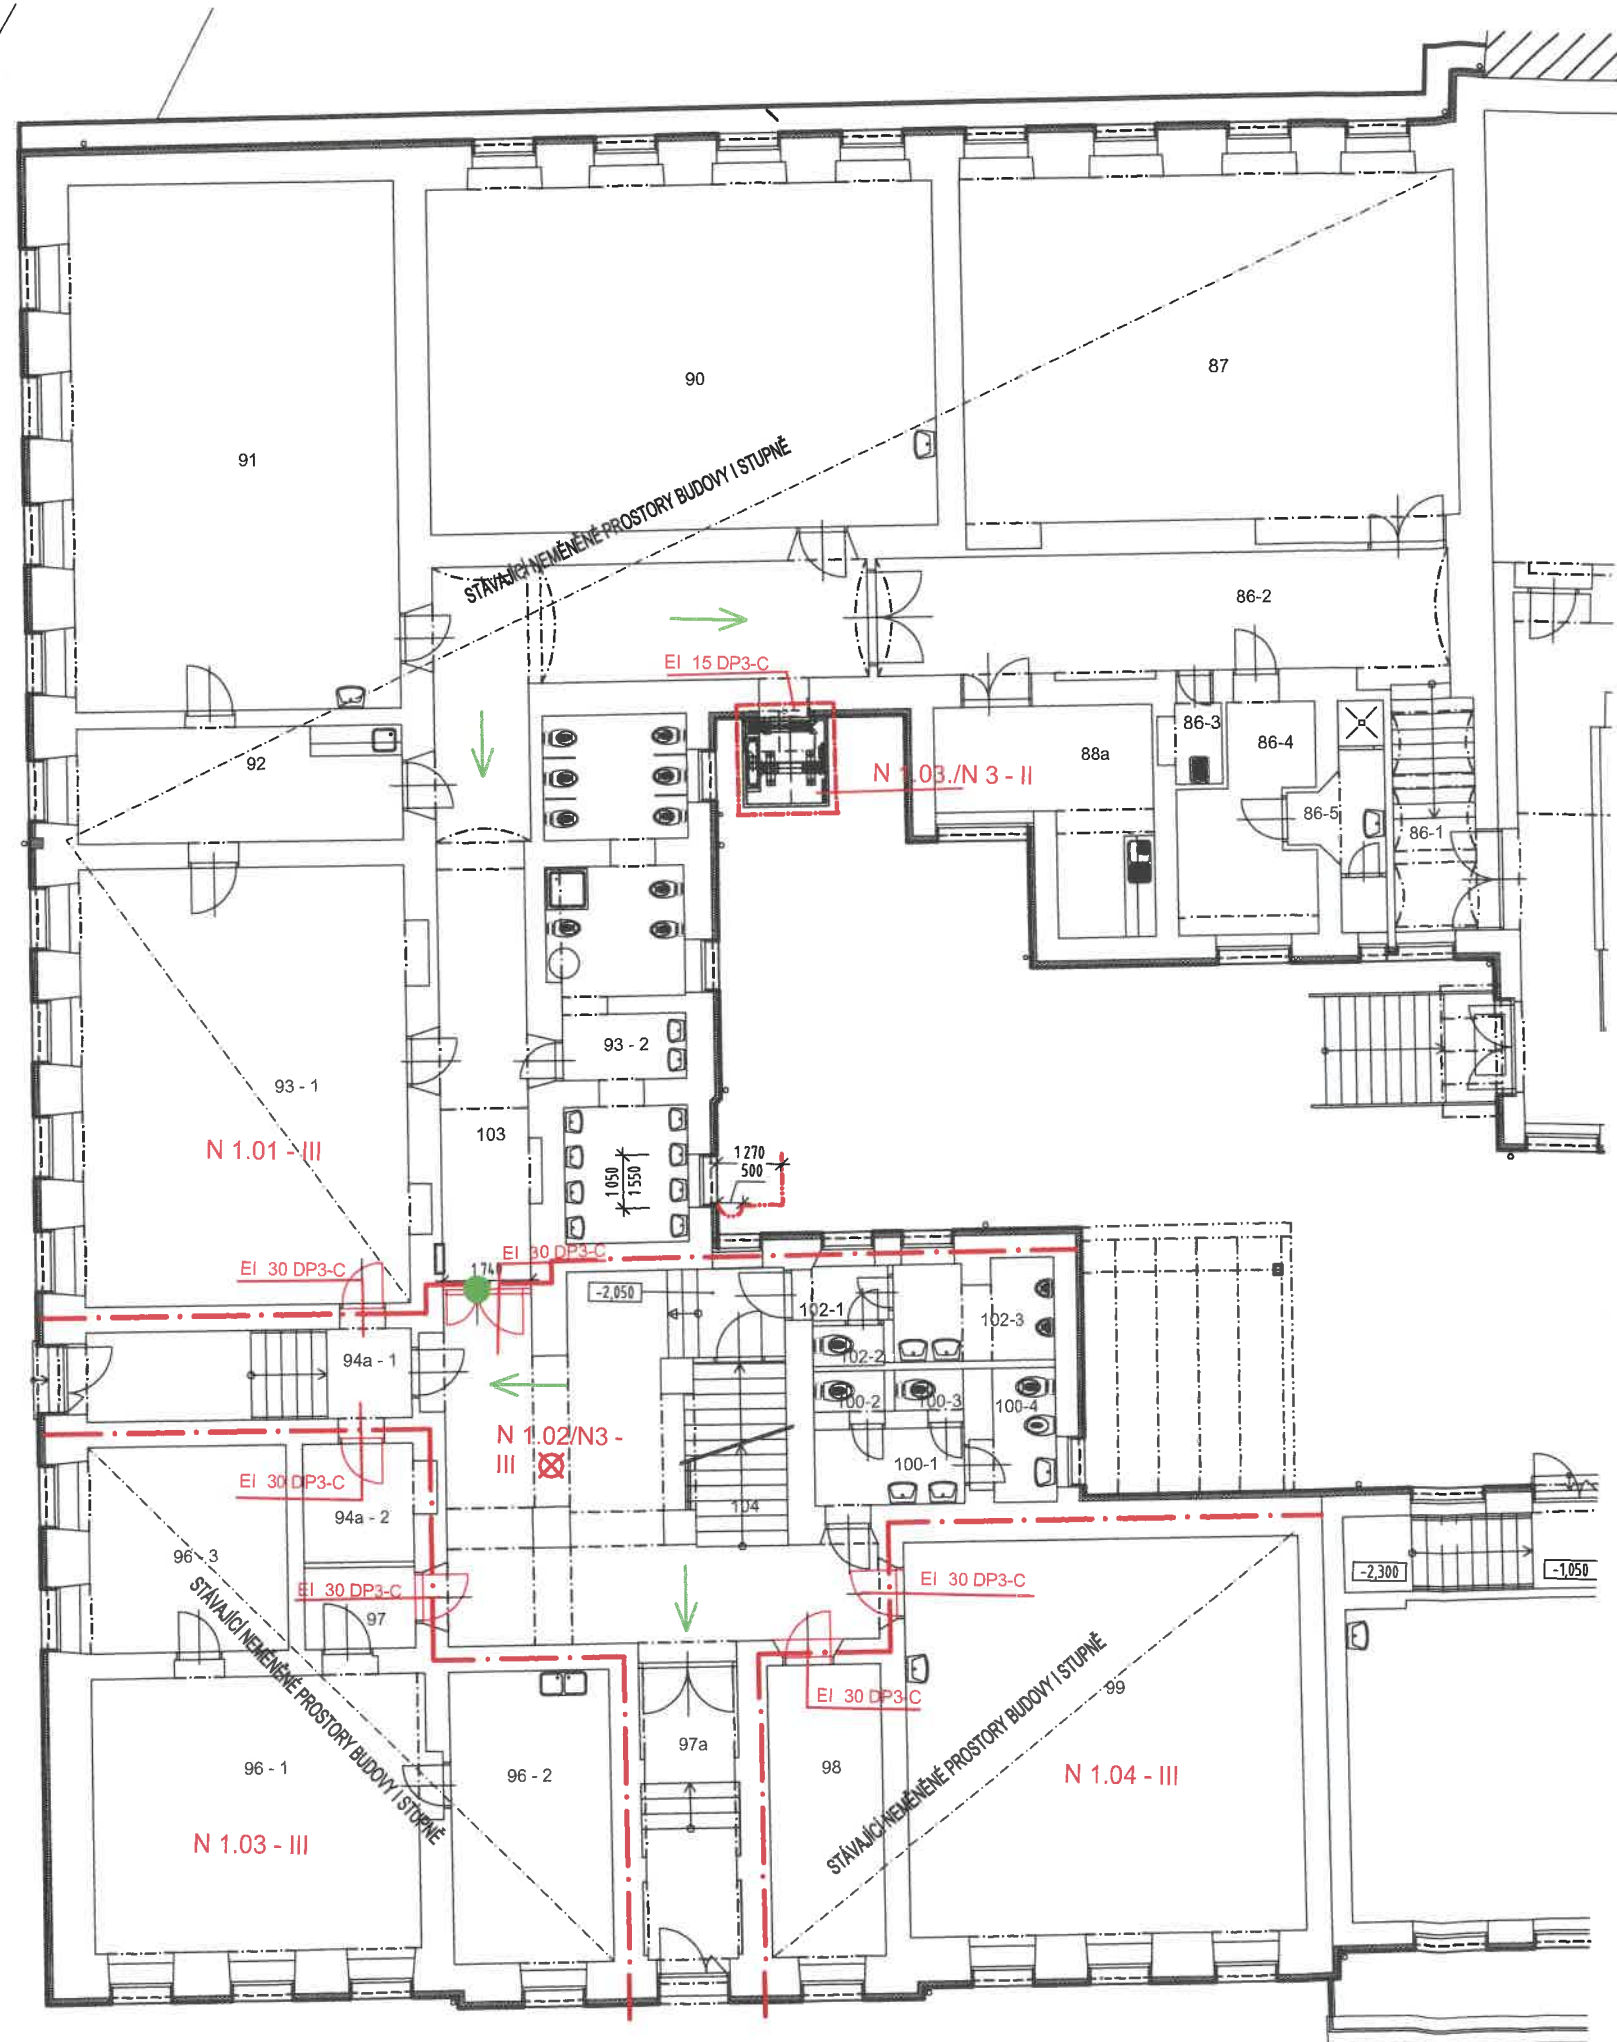 90
87
91
STÁVAJÍCÍ NEMĚNĚNÉ PROSTORY BUDOVY I STUPNĚ
86-2
EI 15 DP3-C
86-3
86-4
88a
92
N 1.03./N 3 - II
86-5
86-1
93 - 2
93 - 1
103
N 1.01 - III
1270
500
1050
1550
EI 30 DP3-C
EI 30 DP3-C
-2,050
102-1
102-3
94a - 1
102-2
100-2
100-3
100-4
N 1.02/N3 -
III
100-1
EI 30 DP3-C
104
94a - 2
96 - 3
-2,300
-1,050
EI 30 DP3-C
EI 30 DP3-C
97
STÁVAJÍCÍ NEMĚNĚNÉ PROSTORY BUDOVY I STUPNĚ
STÁVAJÍCÍ NEMĚNĚNÉ PROSTORY BUDOVY I STUPNĚ
99
EI 30 DP3-C
97a
96 - 1
96 - 2
98
N 1.04 - III
N 1.03 - III